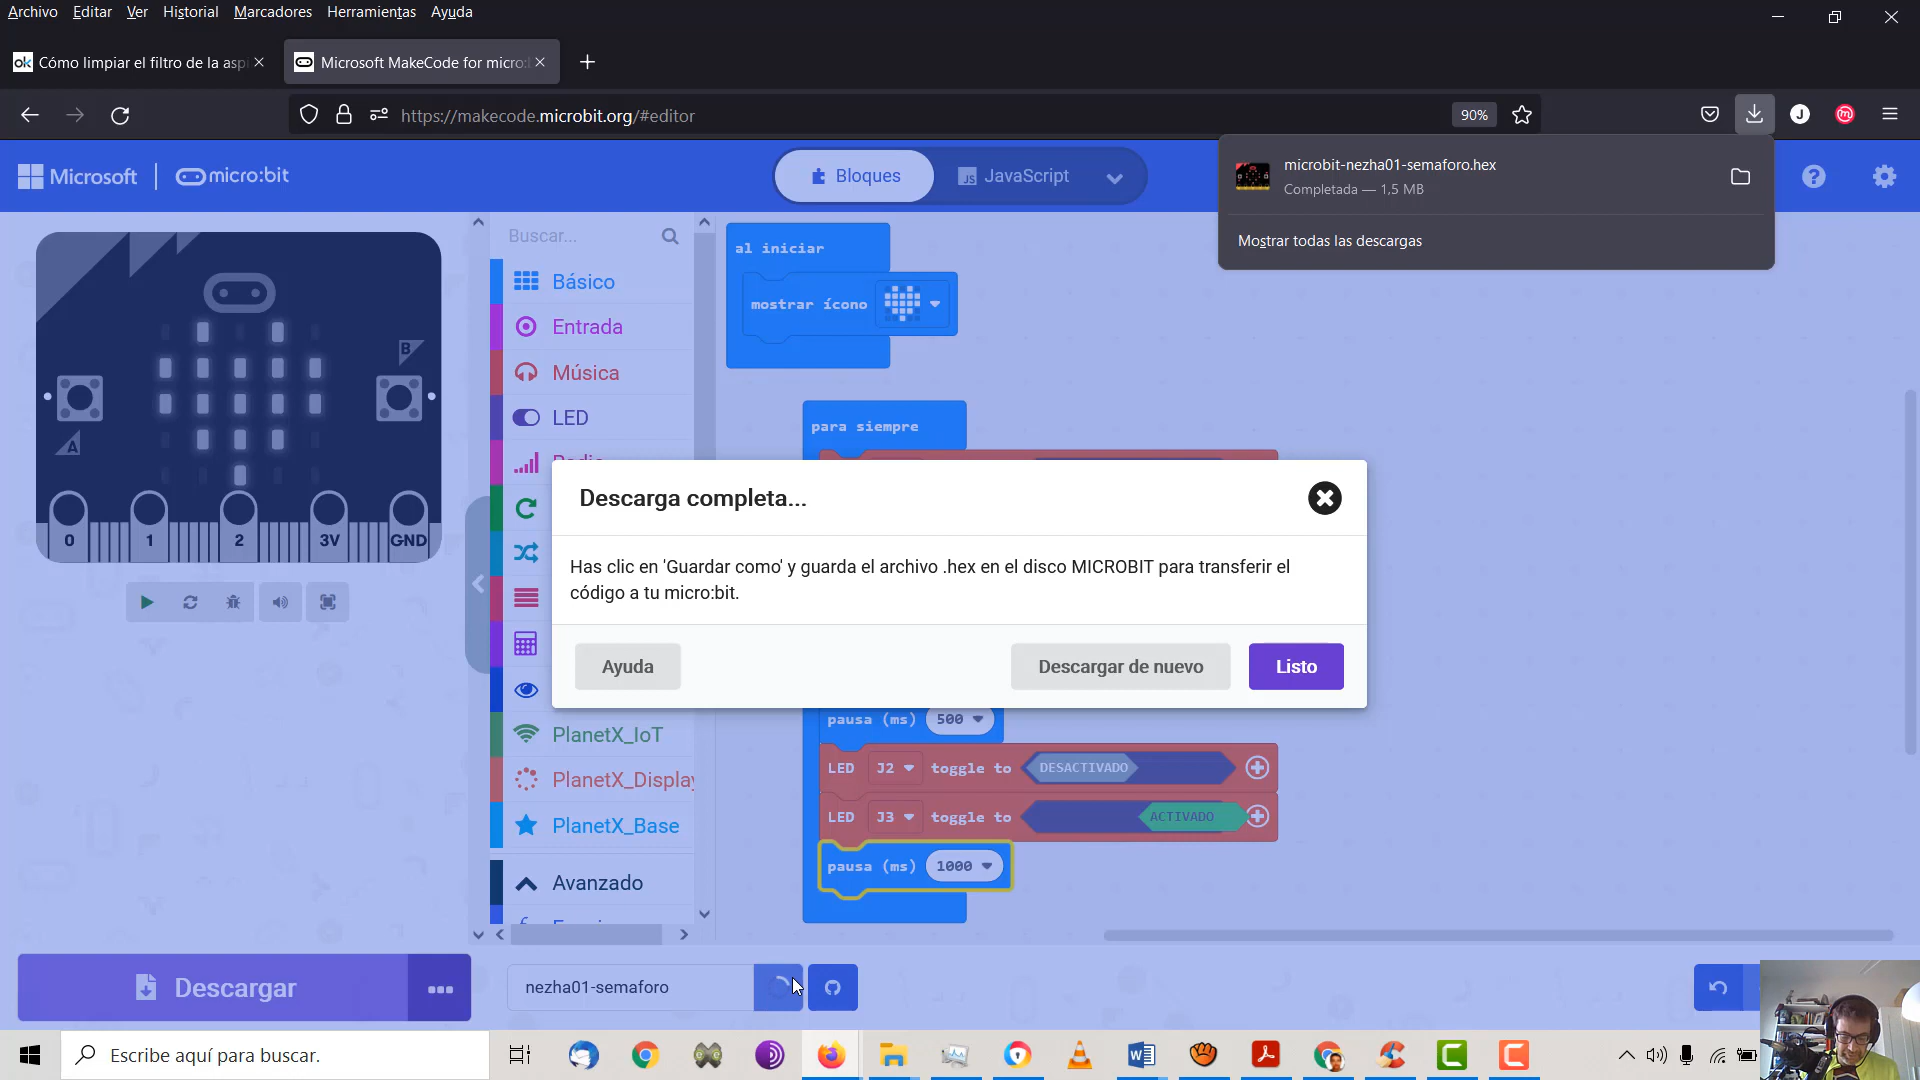 Archivo Editar Ver Historial Marcadores Herramientas Ayuda
ok Cómo limpiar el filtro de la aspi
Microsoft MakeCode for micro:
https://makecode.microbit.org/#editor
90%
J
m
Microsoft
micro:bit
Bloques
JS JavaScript
microbit-nezha01-semaforo.hex
Completada — 1,5 MB
Mostrar todas las descargas
?
A
B
0 1 2 3V GND
Buscar...
Básico
Entrada
Música
LED
PlanetX_IoT
PlanetX_Display
PlanetX_Base
Avanzado
al iniciar
mostrar ícono
para siempre
Descarga completa...
Has clic en 'Guardar como' y guarda el archivo .hex en el disco MICROBIT para transferir el
código a tu micro:bit.
Ayuda
Descargar de nuevo
Listo
pausa (ms) 500
LED J2 toggle to DESACTIVADO
LED J3 toggle to ACTIVADO
pausa (ms) 1000
Descargar
nezha01-semaforo
Escribe aquí para buscar.